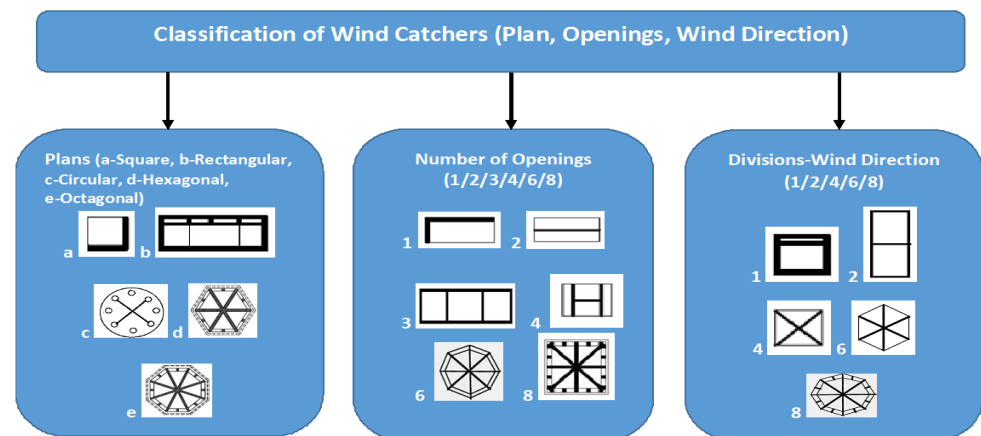 Classification of Wind Catchers (Plan, Openings, Wind Direction)
Plans (a-Square, b-Rectangular,
c-Circular, d-Hexagonal,
e-Octagonal)
a b
c d
e
Number of Openings
(1/2/3/4/6/8)
1 2
3 4
6 8
Divisions-Wind Direction
(1/2/4/6/8)
1 2
4 6
8